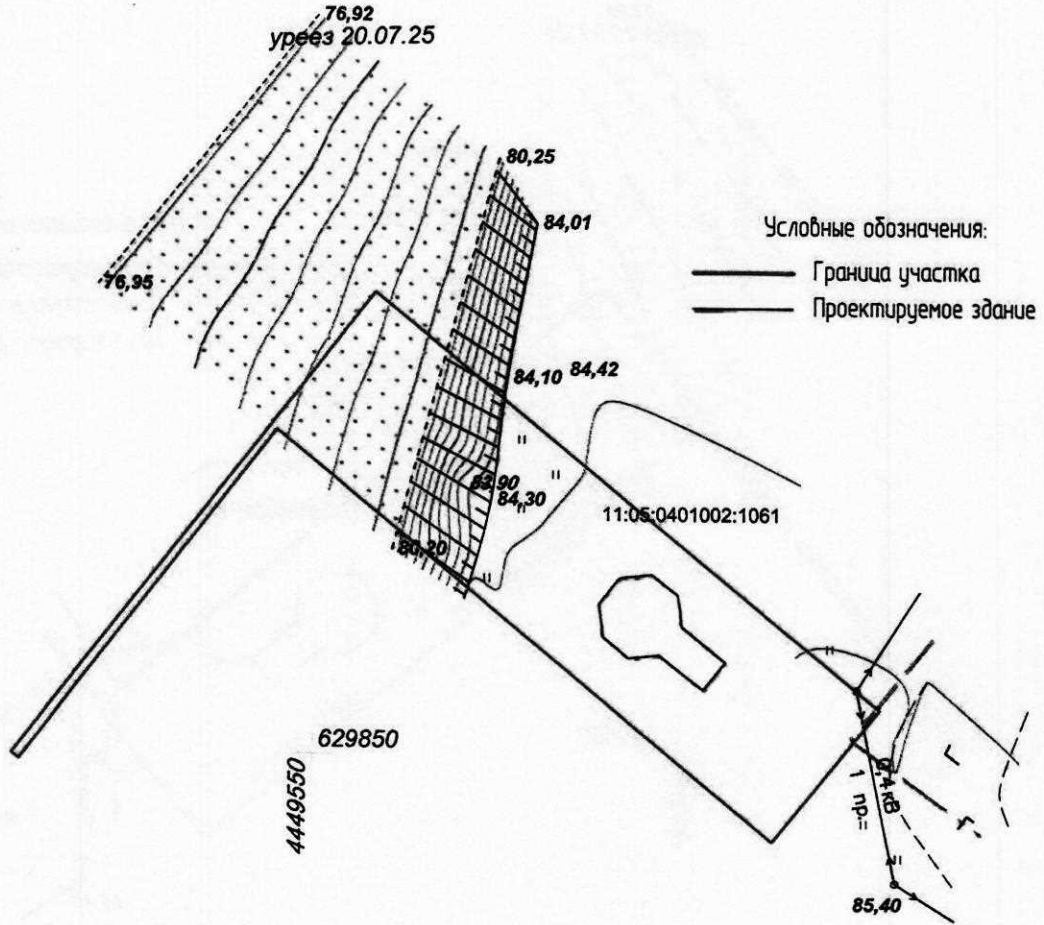 76,92
уреез 20.07.25
76,95
80,25
84,01
Условные обозначения:
Граница участка
Проектируемое здание
84,10 84,42
83,90
84,30
11:05:0401002:1061
80,20
629850
4449550
0,4 кВ
1 пр.=
Г
85,40